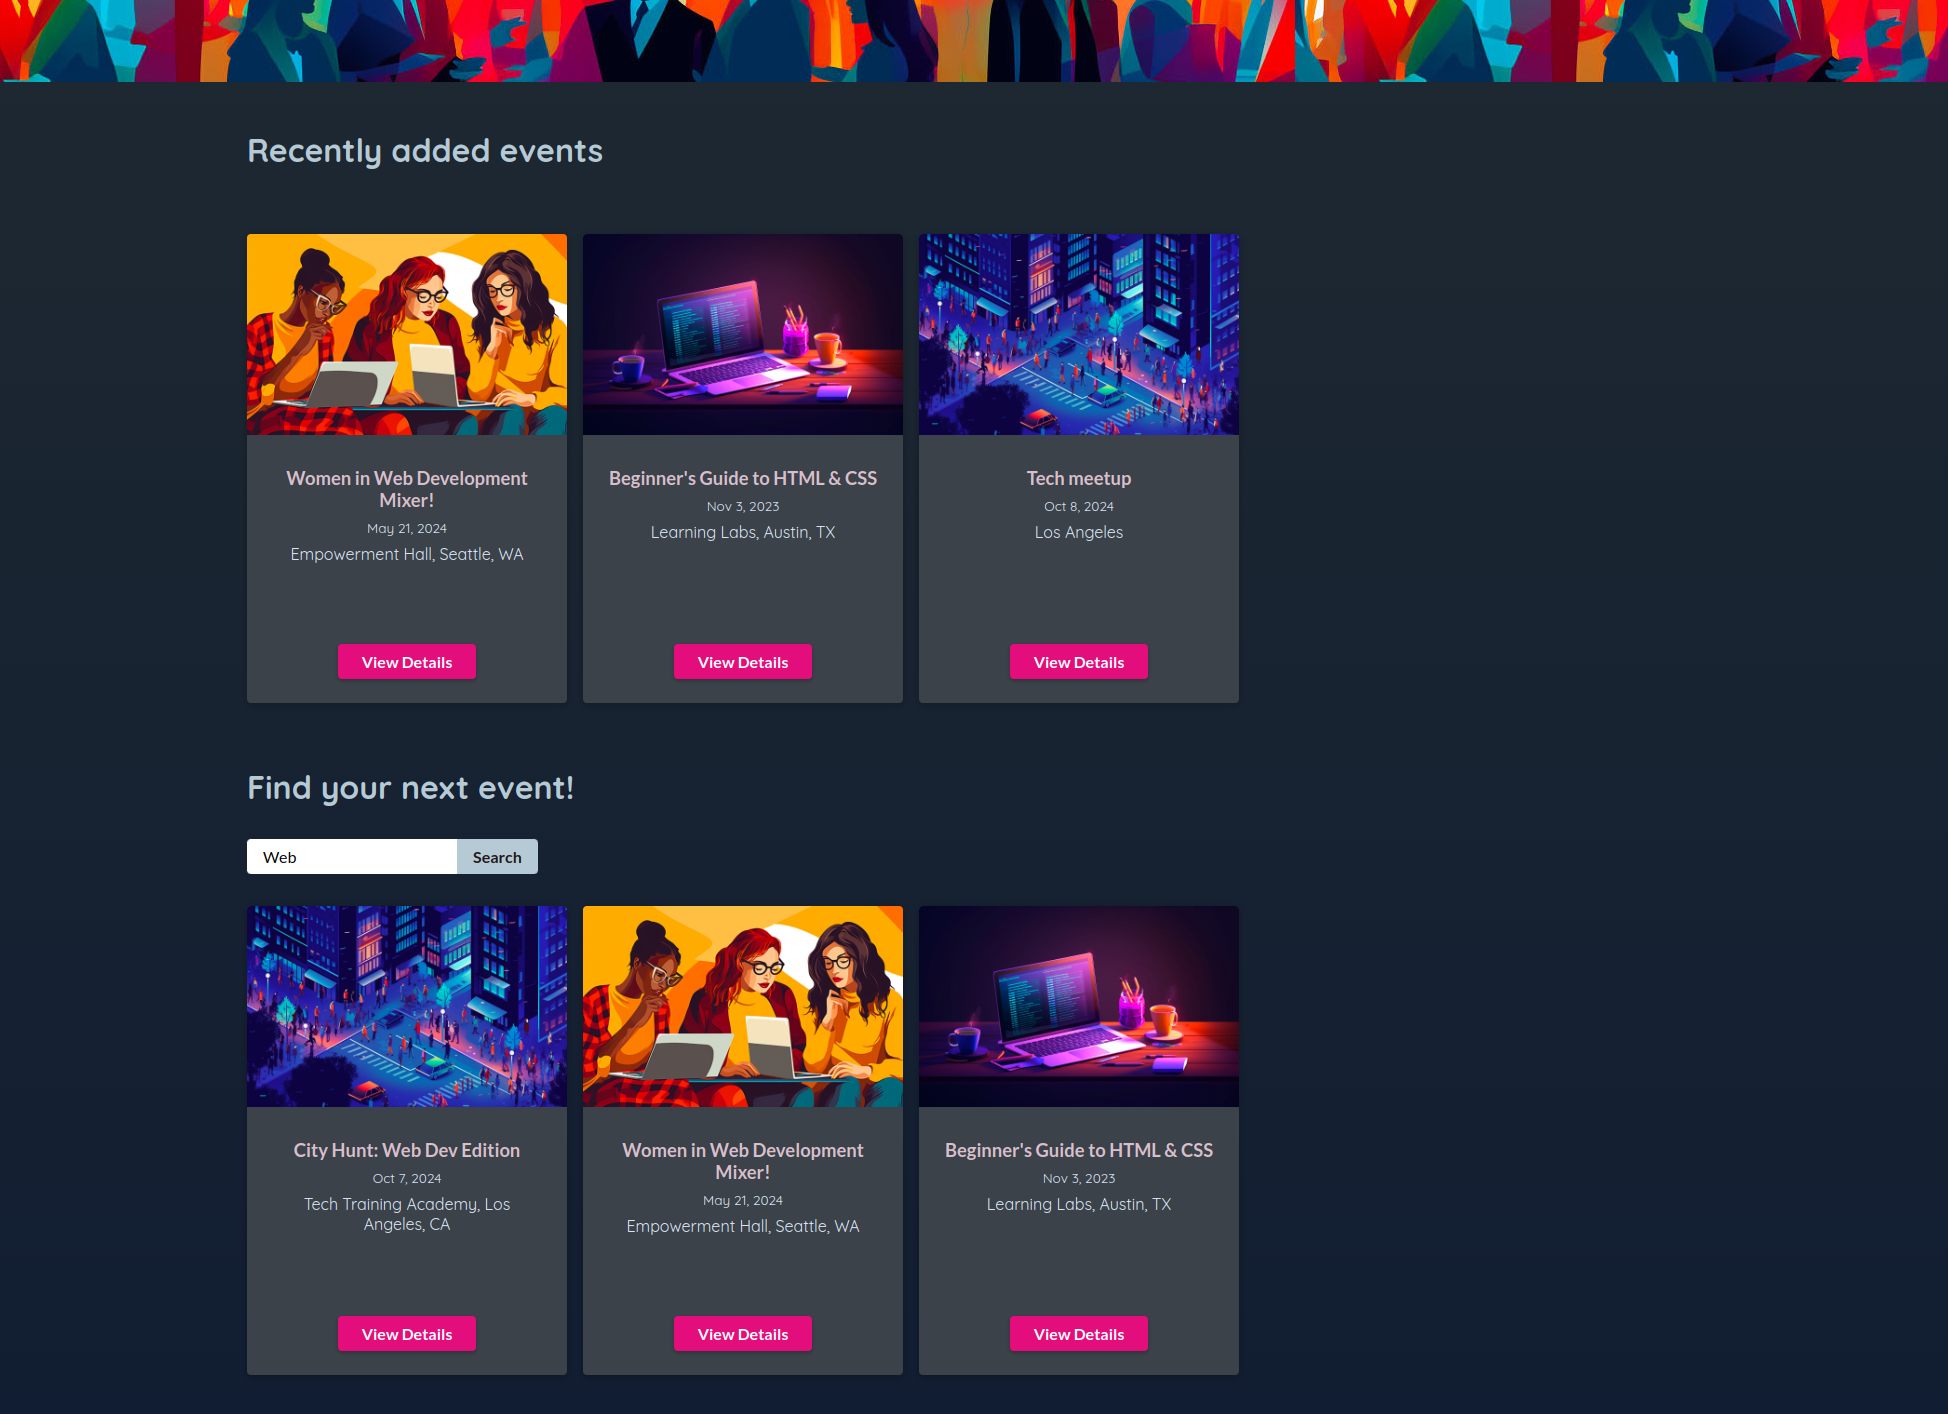 Recently added events
Women in Web Development
Mixer!
May 21, 2024
Empowerment Hall, Seattle, WA
View Details
Beginner's Guide to HTML & CSS
Nov 3, 2023
Learning Labs, Austin, TX
View Details
Tech meetup
Oct 8, 2024
Los Angeles
View Details
Find your next event!
Web
Search
City Hunt: Web Dev Edition
Oct 7, 2024
Tech Training Academy, Los
Angeles, CA
View Details
Women in Web Development
Mixer!
May 21, 2024
Empowerment Hall, Seattle, WA
View Details
Beginner's Guide to HTML & CSS
Nov 3, 2023
Learning Labs, Austin, TX
View Details